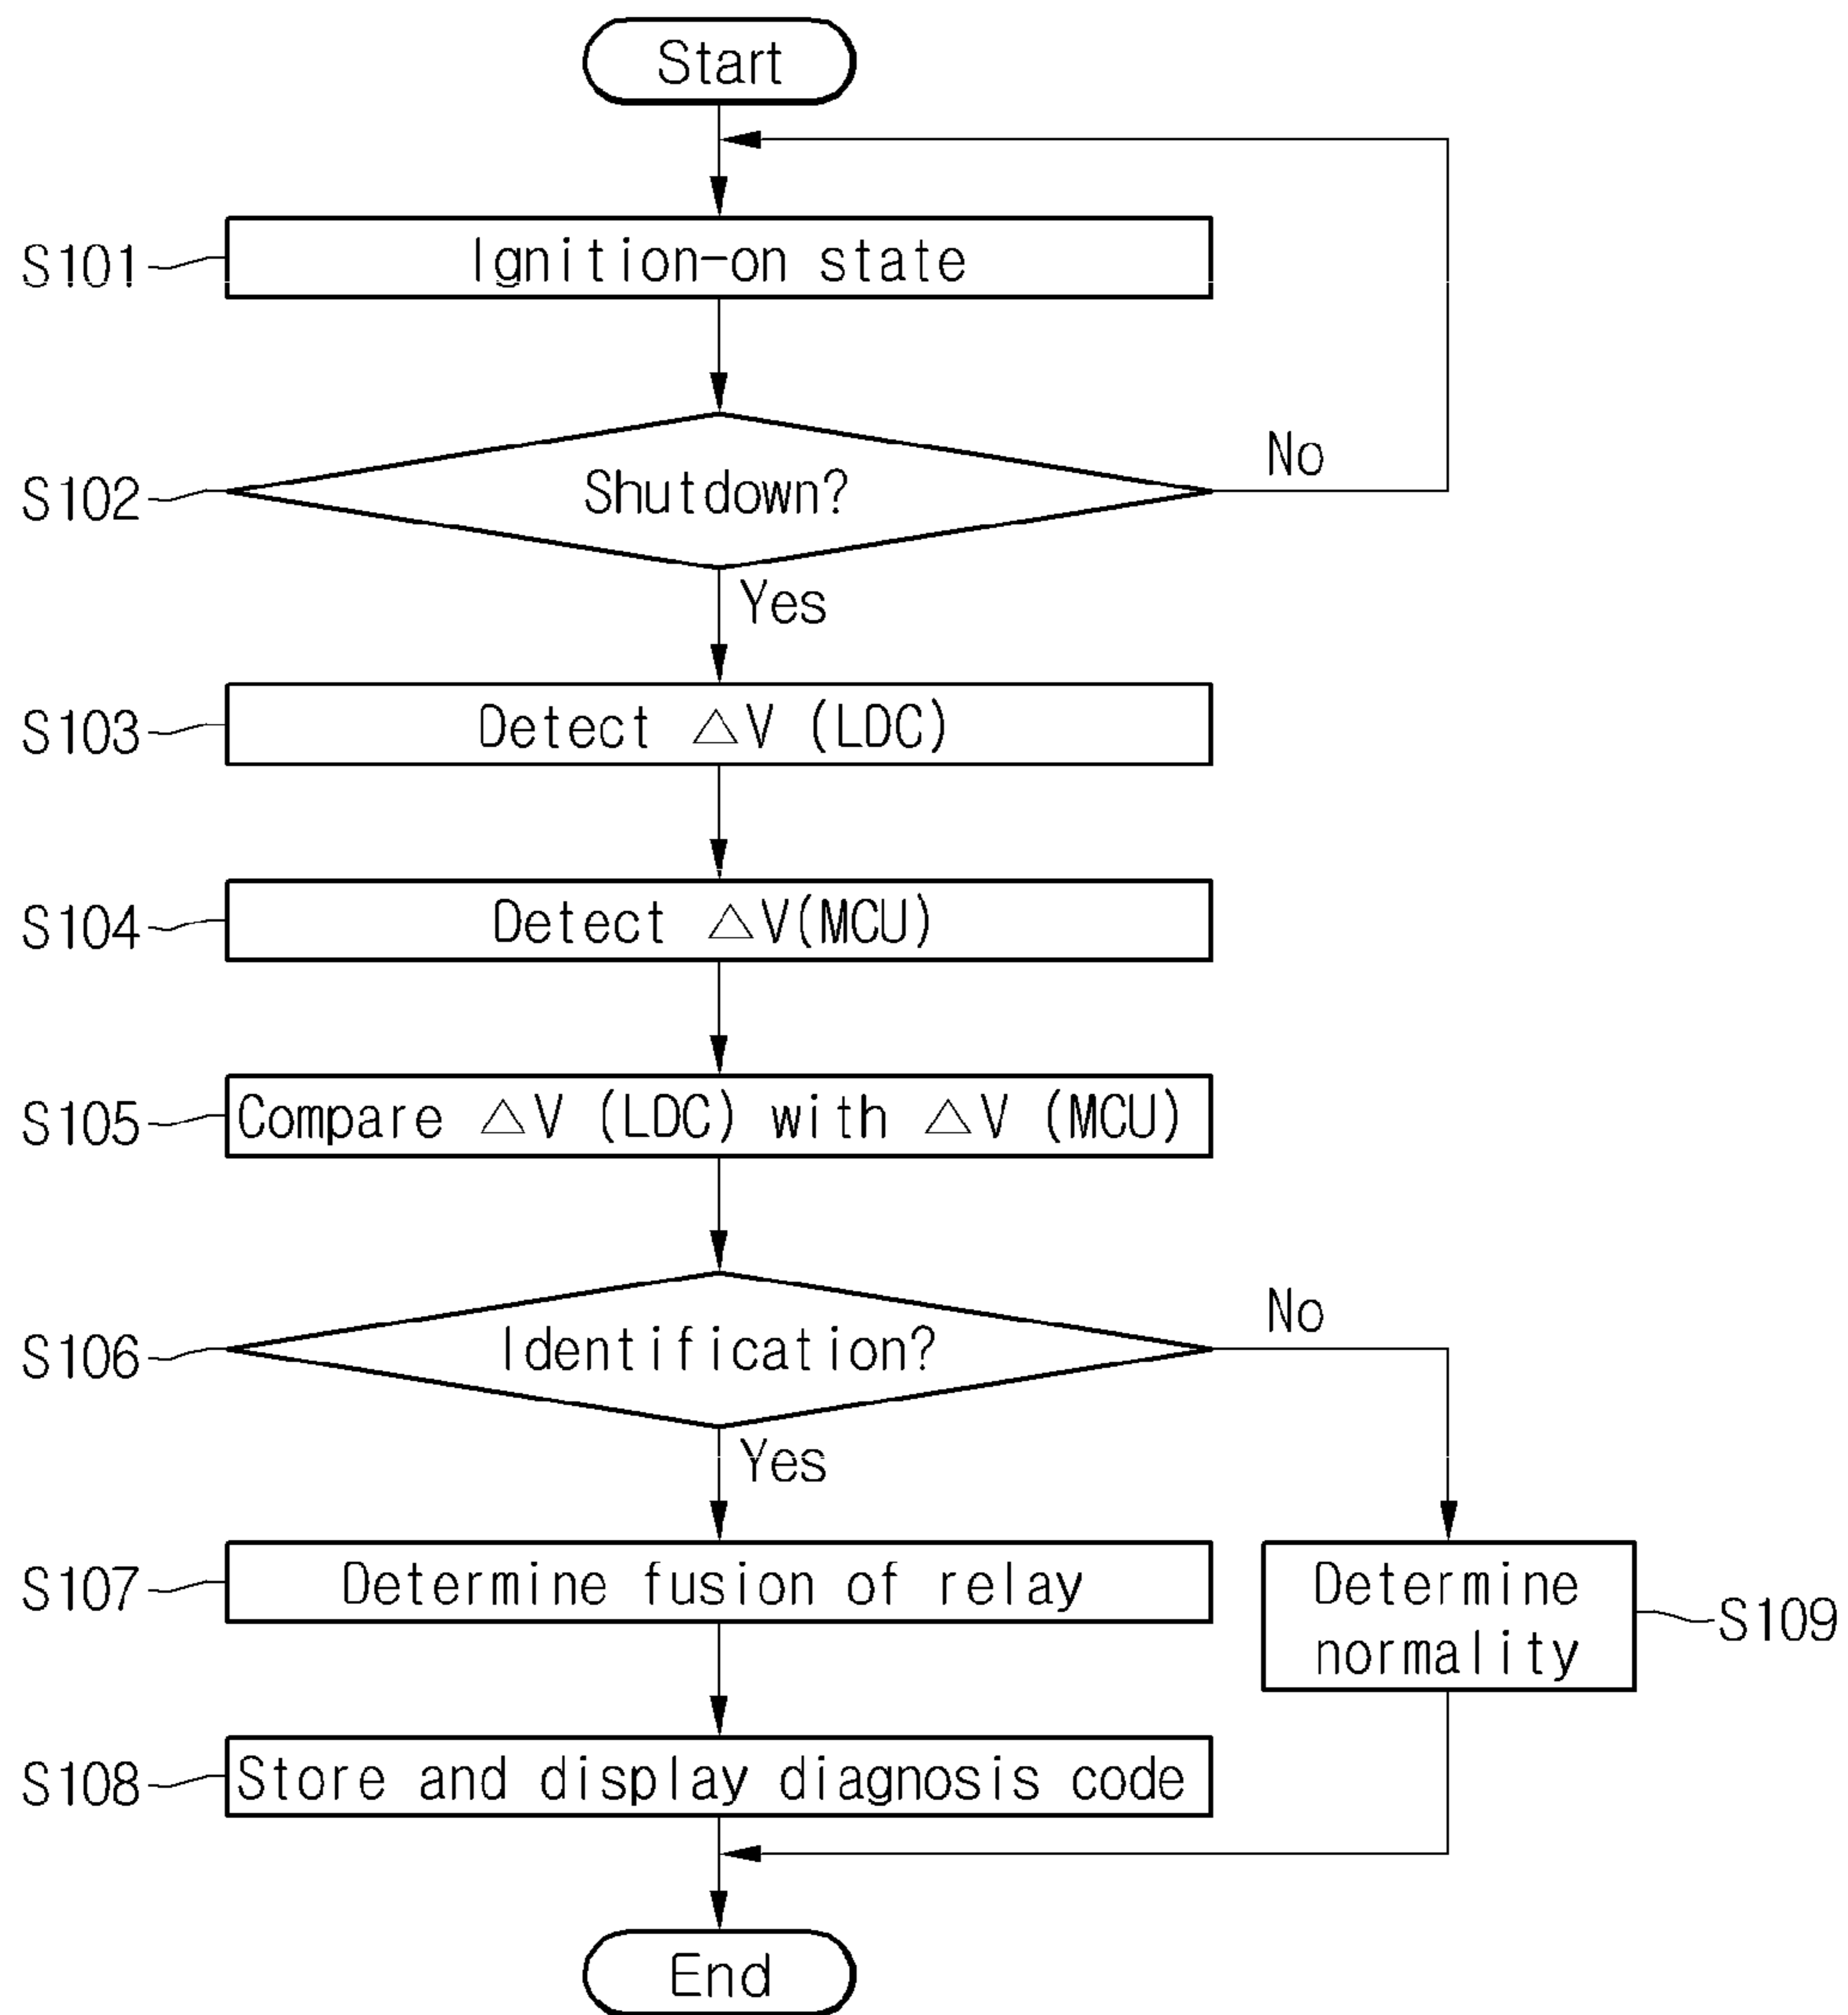 Start
S101
Ignition-on state
S102
Shutdown?
No
Yes
S103
Detect △V (LDC)
S104
Detect △V(MCU)
S105
Compare △V (LDC) with △V (MCU)
S106
Identification?
No
Yes
S107
Determine fusion of relay
Determine
normality
S109
S108
Store and display diagnosis code
End